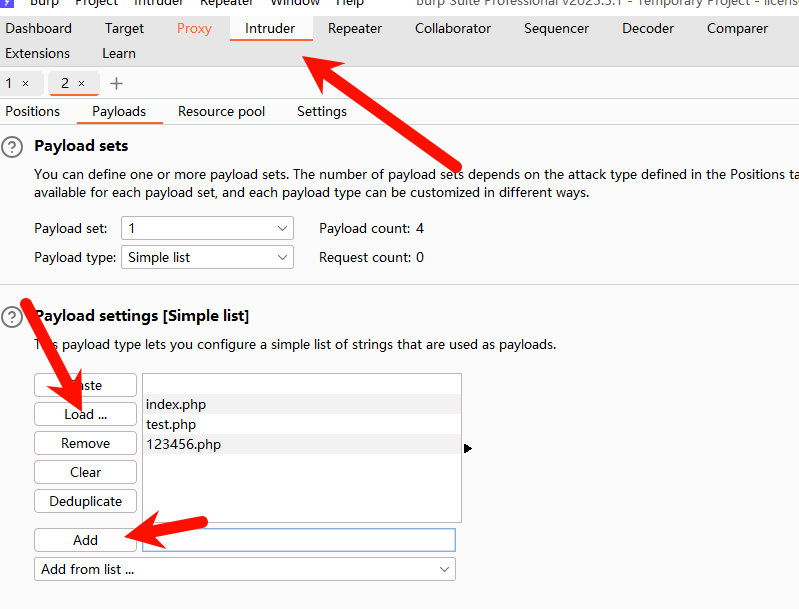 Burp Project Intruder Repeater Window Help Burp Suite Professional v2023.5.1 - Temporary Project - license
Dashboard Target Proxy Intruder Repeater Collaborator Sequencer Decoder Comparer
Extensions Learn
1 × 2 × +
Positions Payloads Resource pool Settings
? Payload sets
You can define one or more payload sets. The number of payload sets depends on the attack type defined in the Positions ta
available for each payload set, and each payload type can be customized in different ways.
Payload set: 1 Payload count: 4
Payload type: Simple list Request count: 0
? Payload settings [Simple list]
This payload type lets you configure a simple list of strings that are used as payloads.
Paste
index.php
Load ...
test.php
Remove 123456.php
Clear
Deduplicate
Add
Add from list ...